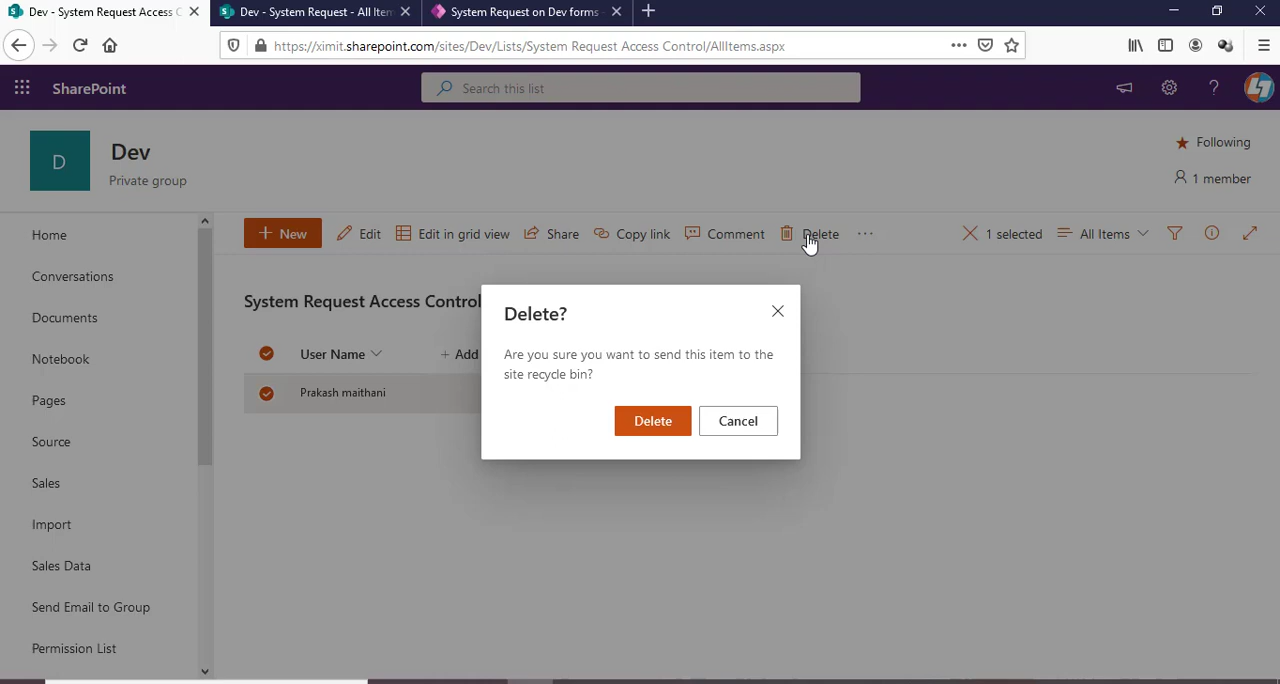 Dev - System Request Access C
Dev - System Request - All Iten
System Request on Dev forms
https://ximit.sharepoint.com/sites/Dev/Lists/System Request Access Control/AllItems.aspx
SharePoint
Search this list
D
Dev
Private group
Following
1 member
New
Edit
Edit in grid view
Share
Copy link
Comment
Delete
1 selected
All Items
Home
Conversations
Documents
Notebook
Pages
Source
Sales
Import
Sales Data
Send Email to Group
Permission List
System Request Access Control
User Name
+ Add
Prakash maithani
Delete?
Are you sure you want to send this item to the
site recycle bin?
Delete
Cancel